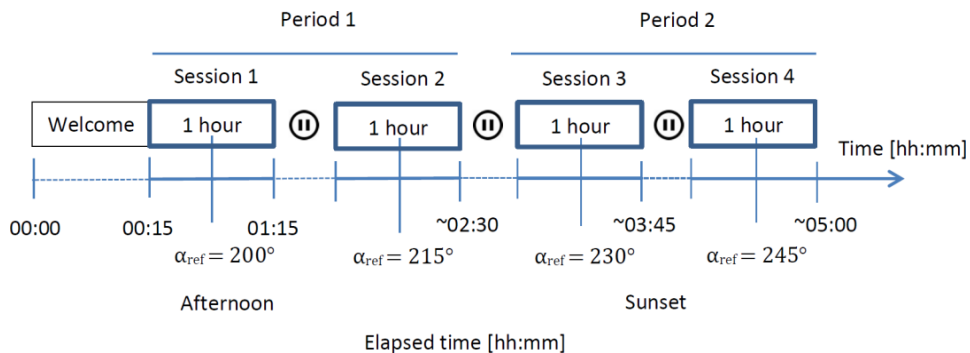 Period 1 Period 2
Session 1 Session 2 Session 3 Session 4
Welcome 1 hour 1 hour 1 hour 1 hour
Time [hh:mm]
00:00 00:15 01:15 ~02:30 ~03:45 ~05:00
αref = 200° αref = 215° αref = 230° αref = 245°
Afternoon Sunset
Elapsed time [hh:mm]